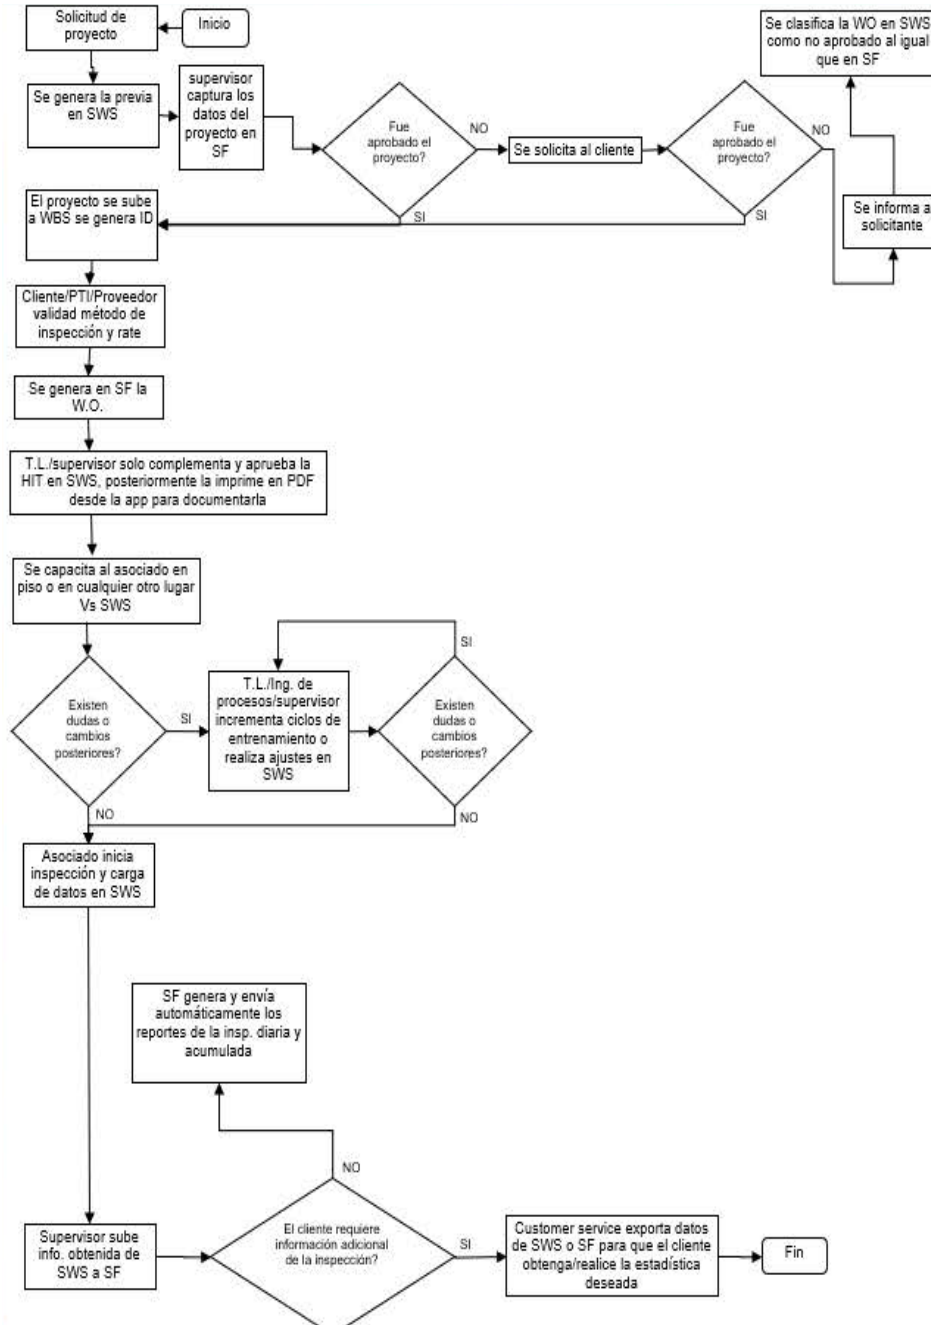 Solicitud de
proyecto
Inicio
Se genera la previa
en SWS
supervisor
captura los
datos del
proyecto en
SF
Fue
aprobado el
proyecto?
NO
SI
Se solicita al cliente
Fue
aprobado el
proyecto?
NO
SI
Se clasifica la WO en SWS
como no aprobado al igual
que en SF
Se informa a
solicitante
El proyecto se sube
a WBS se genera ID
Cliente/PTI/Proveedor
validad método de
inspección y rate
Se genera en SF la
W.O.
T.L./supervisor solo complementa y aprueba la
HIT en SWS, posteriormente la imprime en PDF
desde la app para documentarla
Se capacita al asociado en
piso o en cualquier otro lugar
Vs SWS
Existen
dudas o
cambios
posteriores?
SI
NO
T.L./Ing. de
procesos/supervisor
incrementa ciclos de
entrenamiento o
realiza ajustes en
SWS
SI
Existen
dudas o
cambios
posteriores?
NO
Asociado inicia
inspección y carga
de datos en SWS
SF genera y envía
automáticamente los
reportes de la insp. diaria y
acumulada
NO
Supervisor sube
info. obtenida de
SWS a SF
El cliente requiere
información adicional
de la inspección?
SI
Customer service exporta datos
de SWS o SF para que el cliente
obtenga/realice la estadística
deseada
Fin